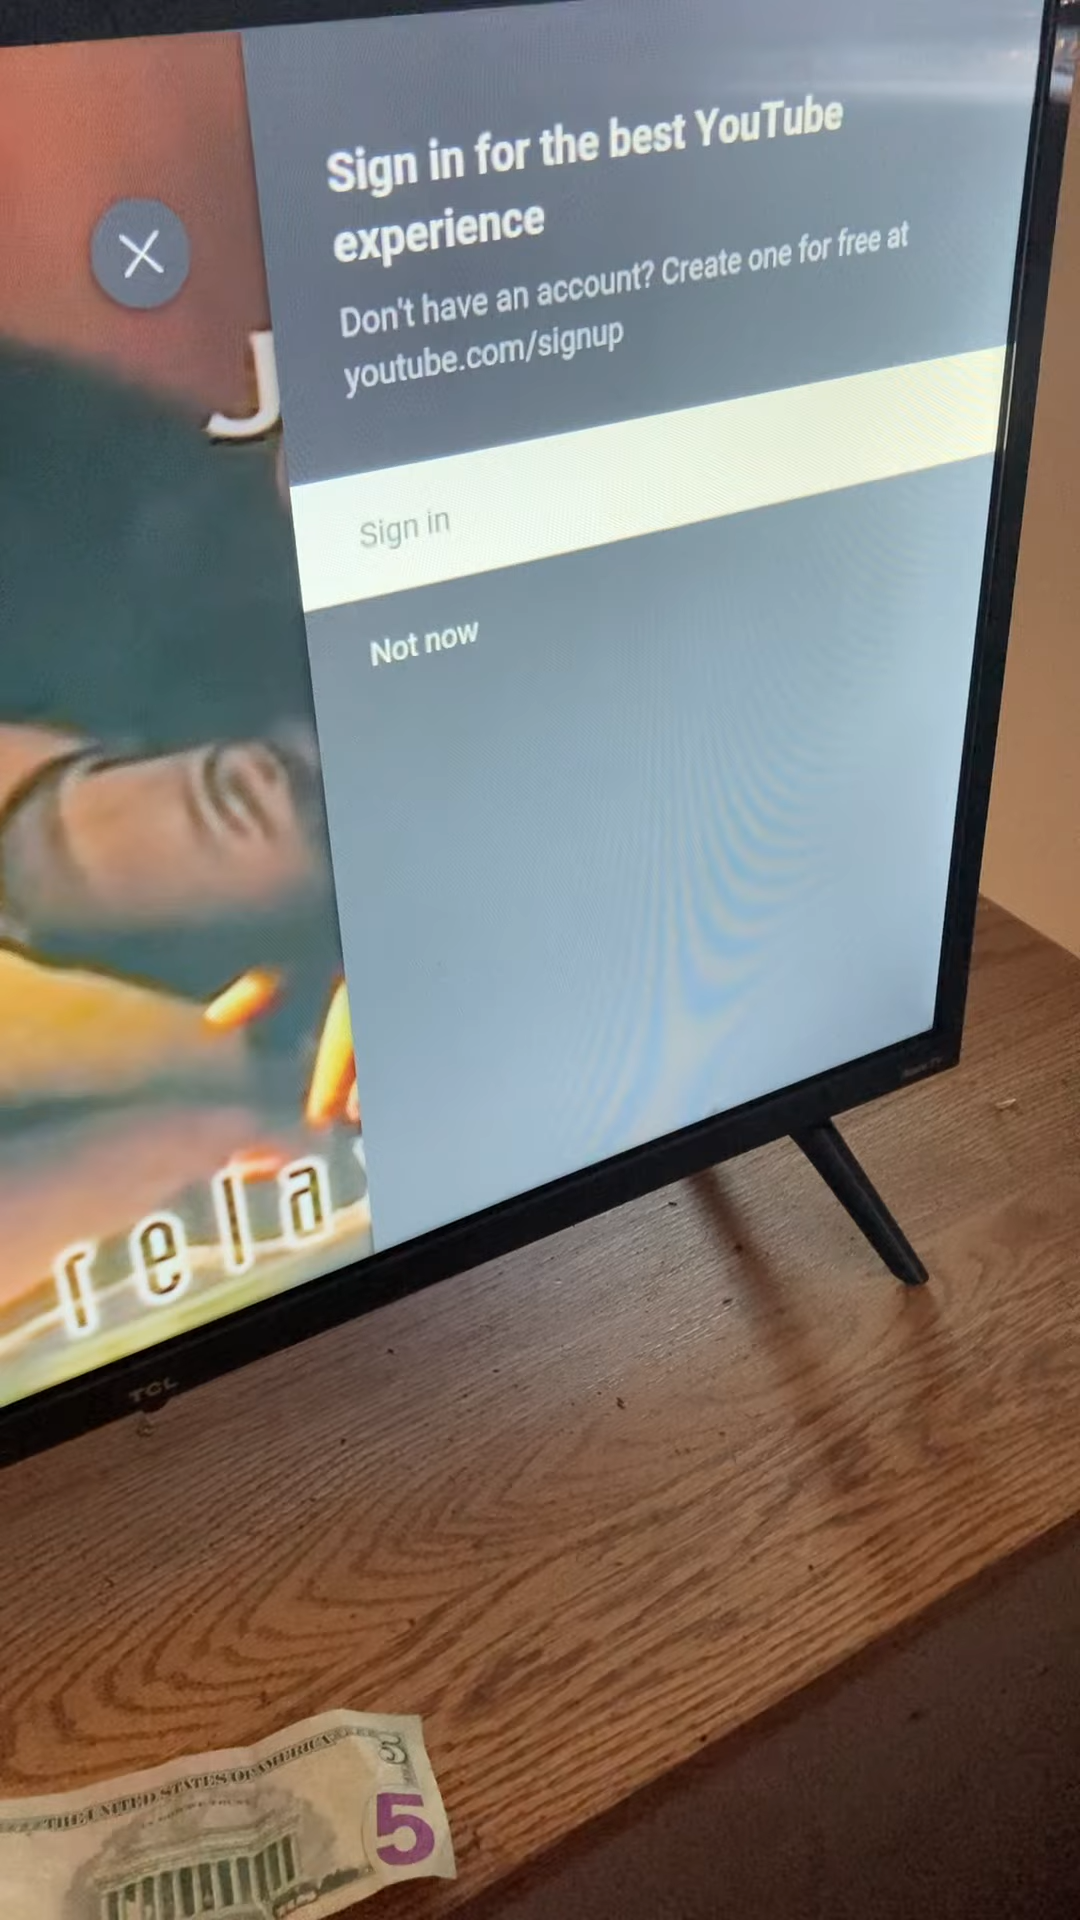 Sign in for the best YouTube
experience
Don't have an account? Create one for free at
youtube.com/signup
Sign in
Not now
J
rela
TCL
THE UNITED STATES OF AMERICA
5
5